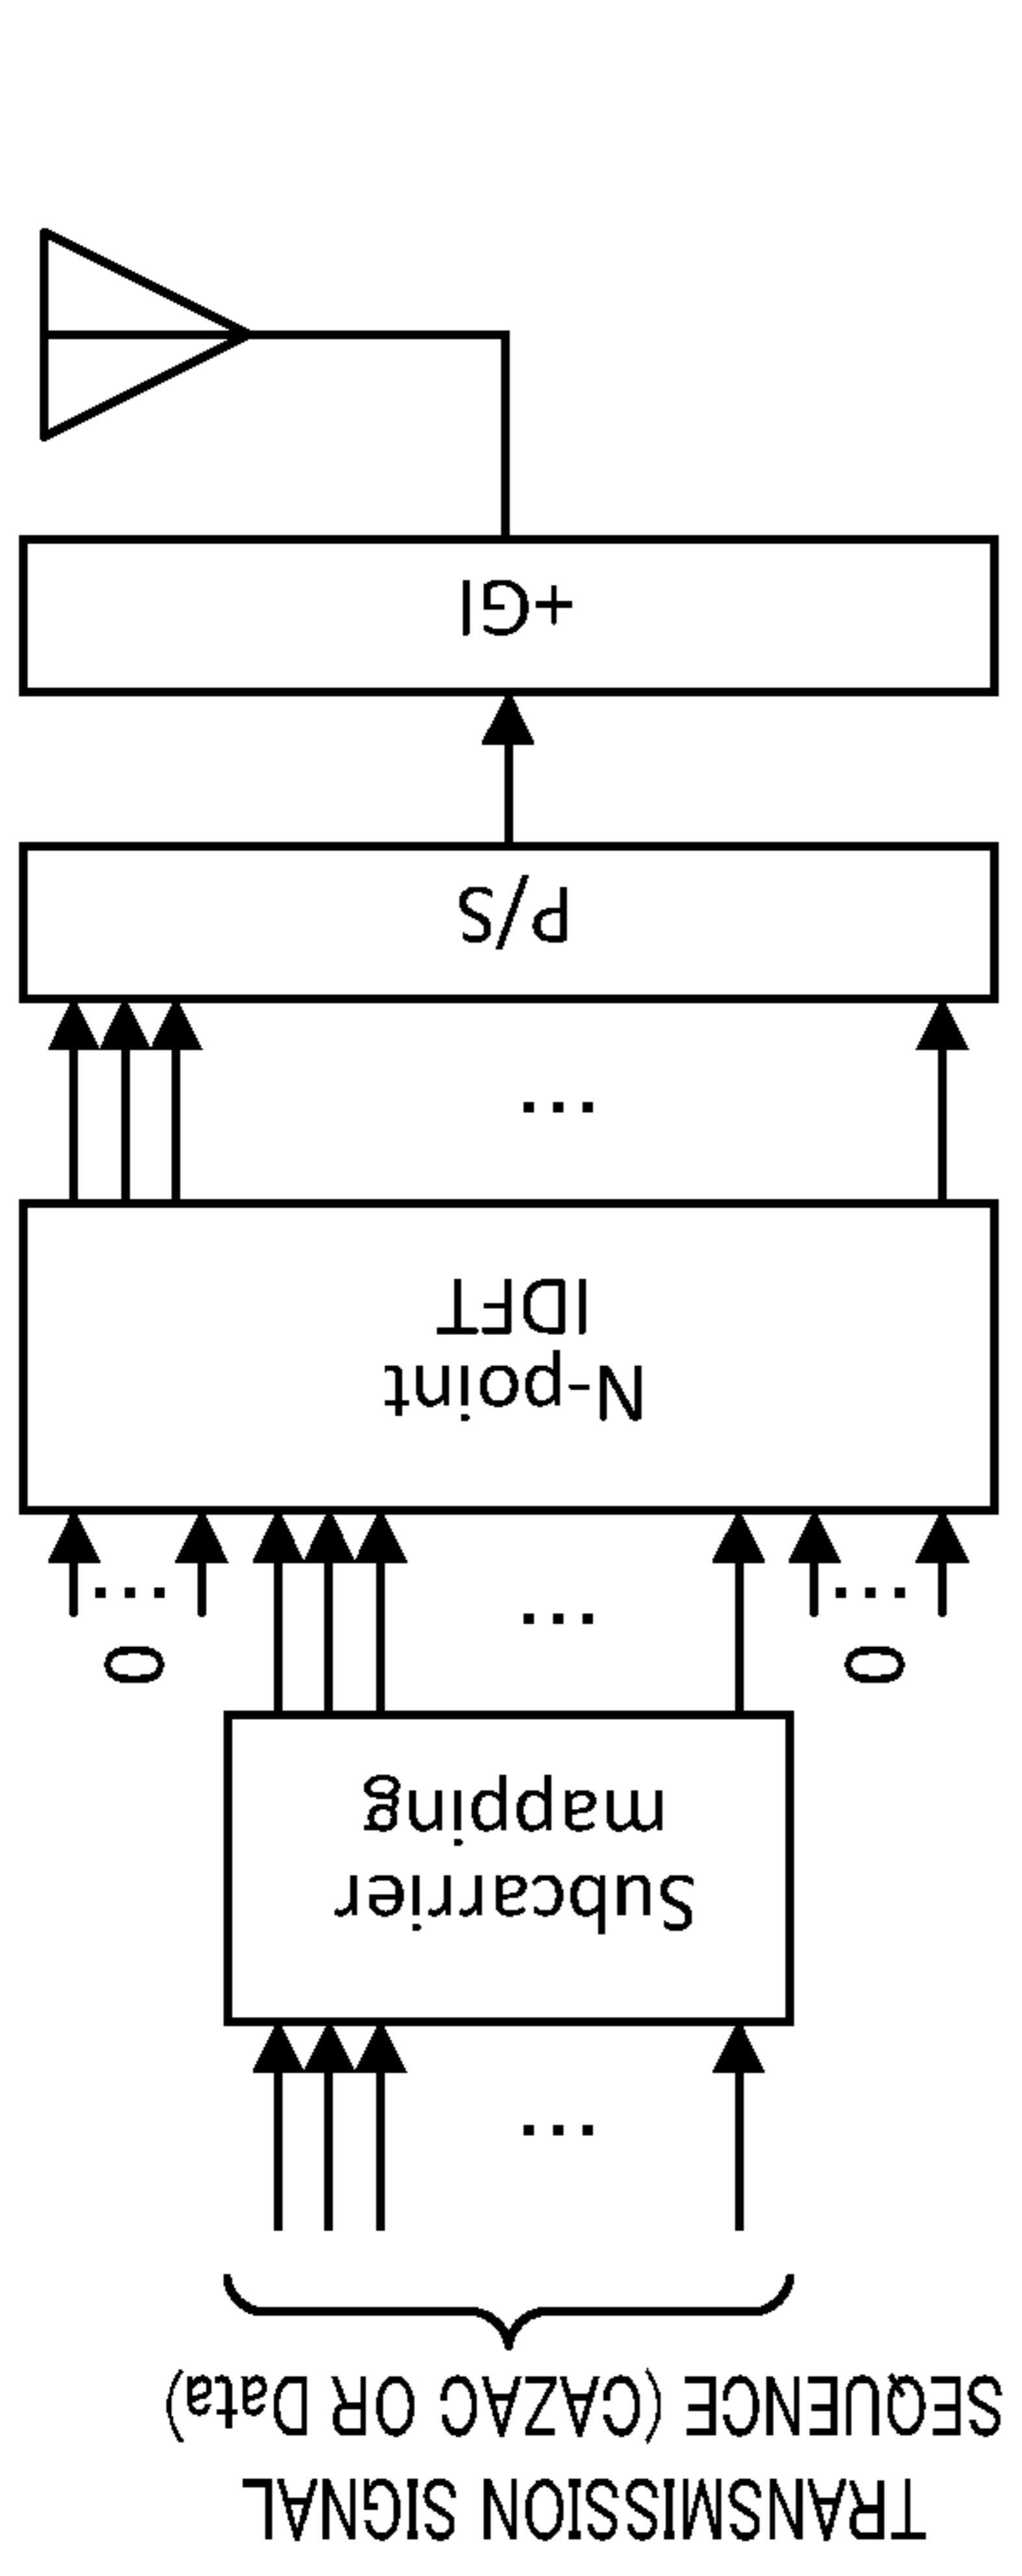 TRANSMISSION SIGNAL
SEQUENCE (CAZAC OR Data)
...
Subcarrier
mapping
0
0
...
...
...
N-point
IDFT
...
P/S
+GI